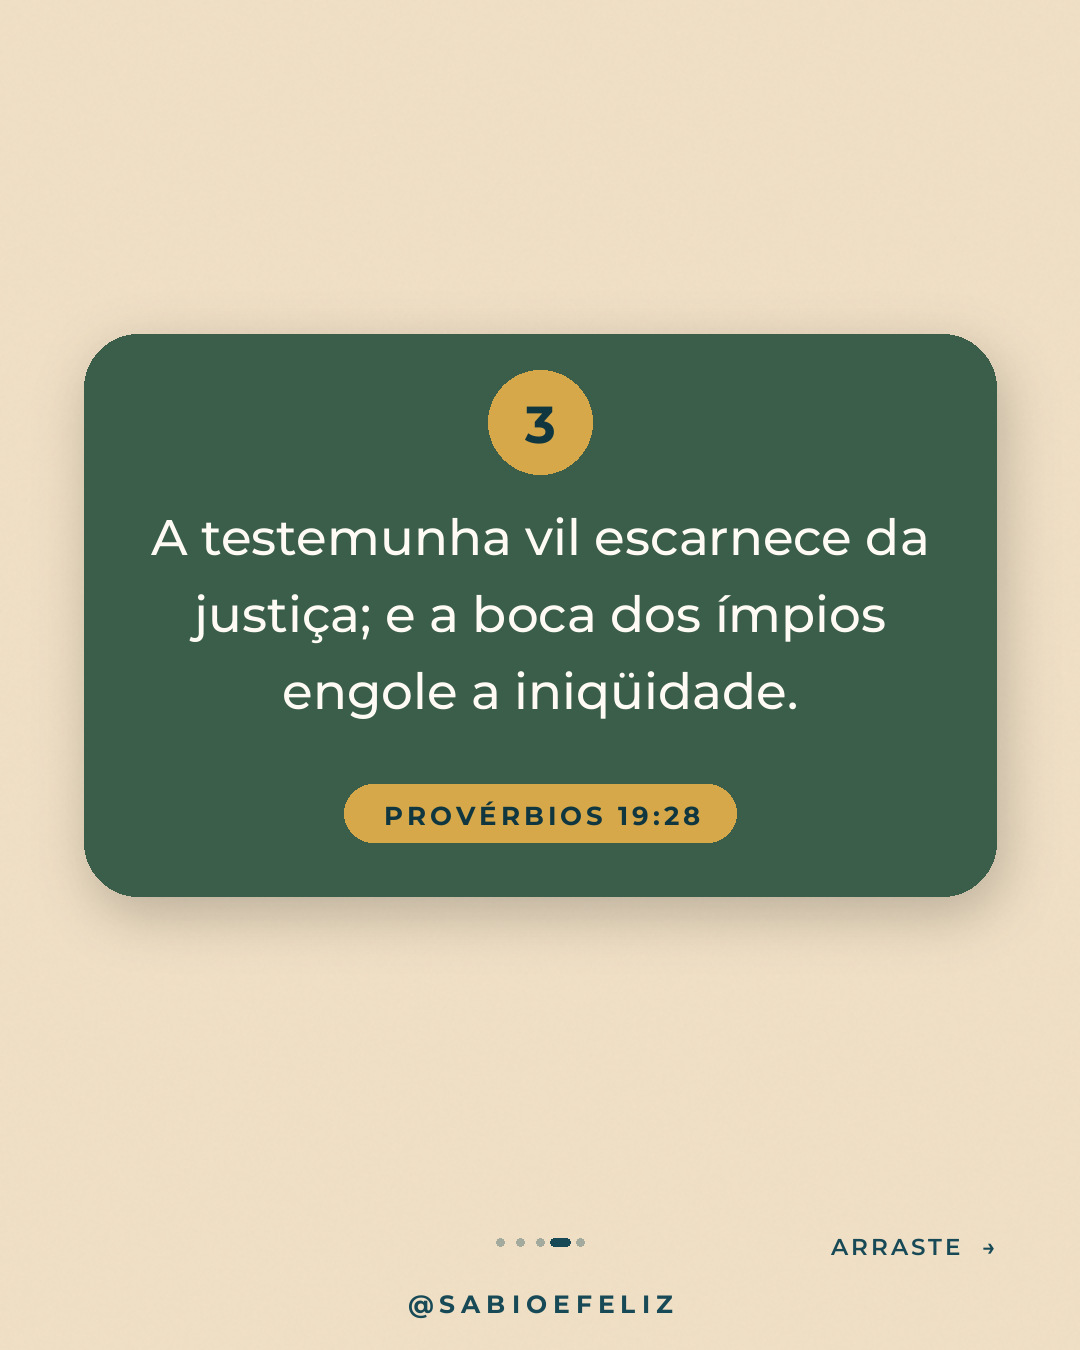 3
A testemunha vil escarnece da
justiça; e a boca dos ímpios
engole a iniqüidade.
PROVÉRBIOS 19:28
ARRASTE →
@SABIOEFELIZ